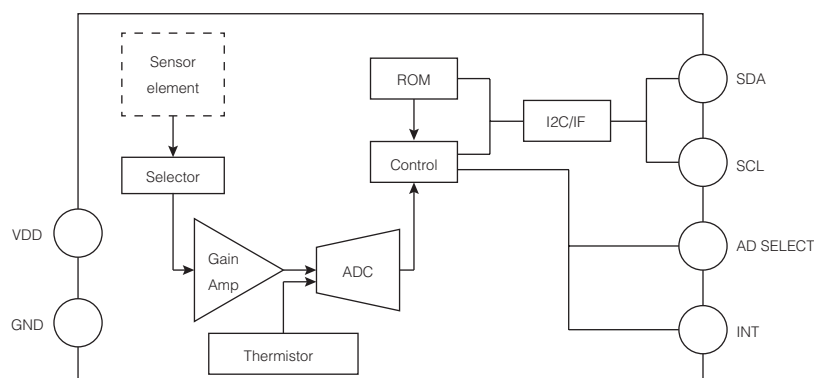 Sensor
element
ROM
SDA
I2C/IF
Selector
Control
SCL
VDD
Gain
Amp
ADC
AD SELECT
GND
INT
Thermistor